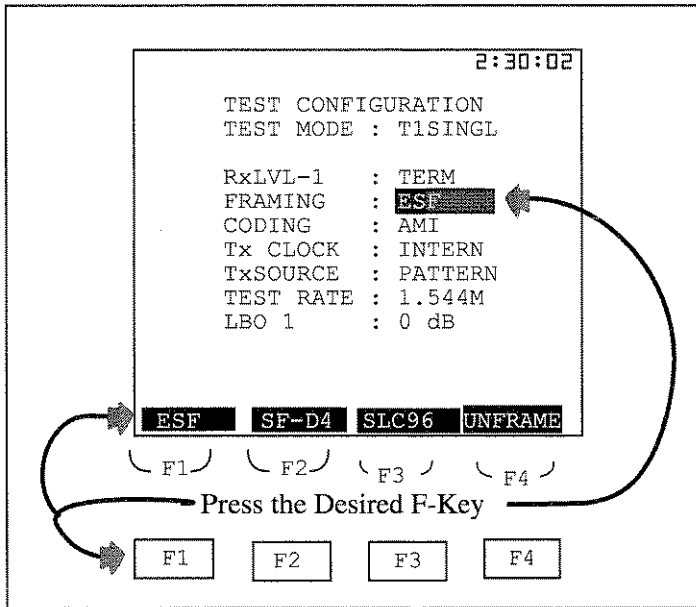 2:30:02
TEST CONFIGURATION
TEST MODE : T1SINGL
RxLVL-1 : TERM
FRAMING : ESF
CODING : AMI
Tx CLOCK : INTERN
TxSOURCE : PATTERN
TEST RATE : 1.544M
LBO 1 : 0 dB
ESF SF-D4 SLC96 UNFRAME
F1 F2 F3 F4
Press the Desired F-Key
F1 F2 F3 F4